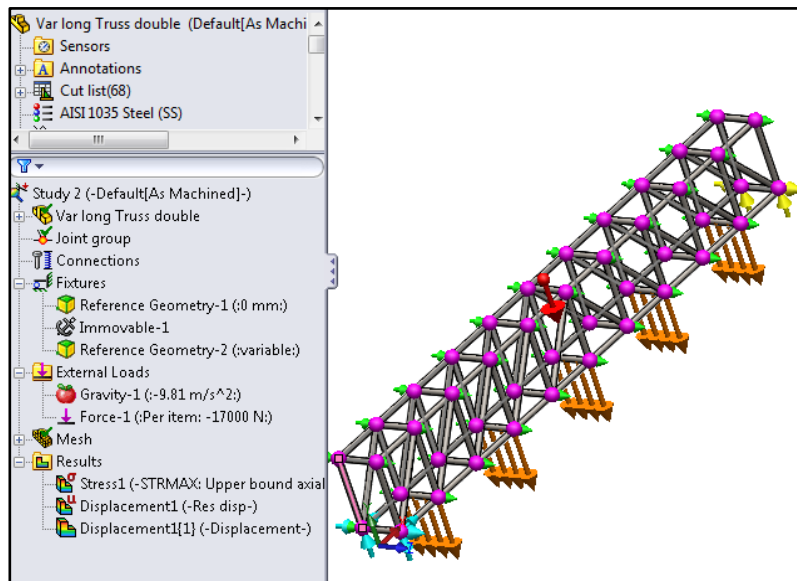 Var long Truss double (Default[As Machi
Sensors
A Annotations
Cut list(68)
AISI 1035 Steel (SS)
Study 2 (-Default[As Machined]-)
Var long Truss double
Joint group
Connections
Fixtures
Reference Geometry-1 (:0 mm:)
Immovable-1
Reference Geometry-2 (:variable:)
External Loads
Gravity-1 (:-9.81 m/s^2:)
Force-1 (:Per item: -17000 N:)
Mesh
Results
Stress1 (-STRMAX: Upper bound axial
Displacement1 (-Res disp-)
Displacement1{1} (-Displacement-)